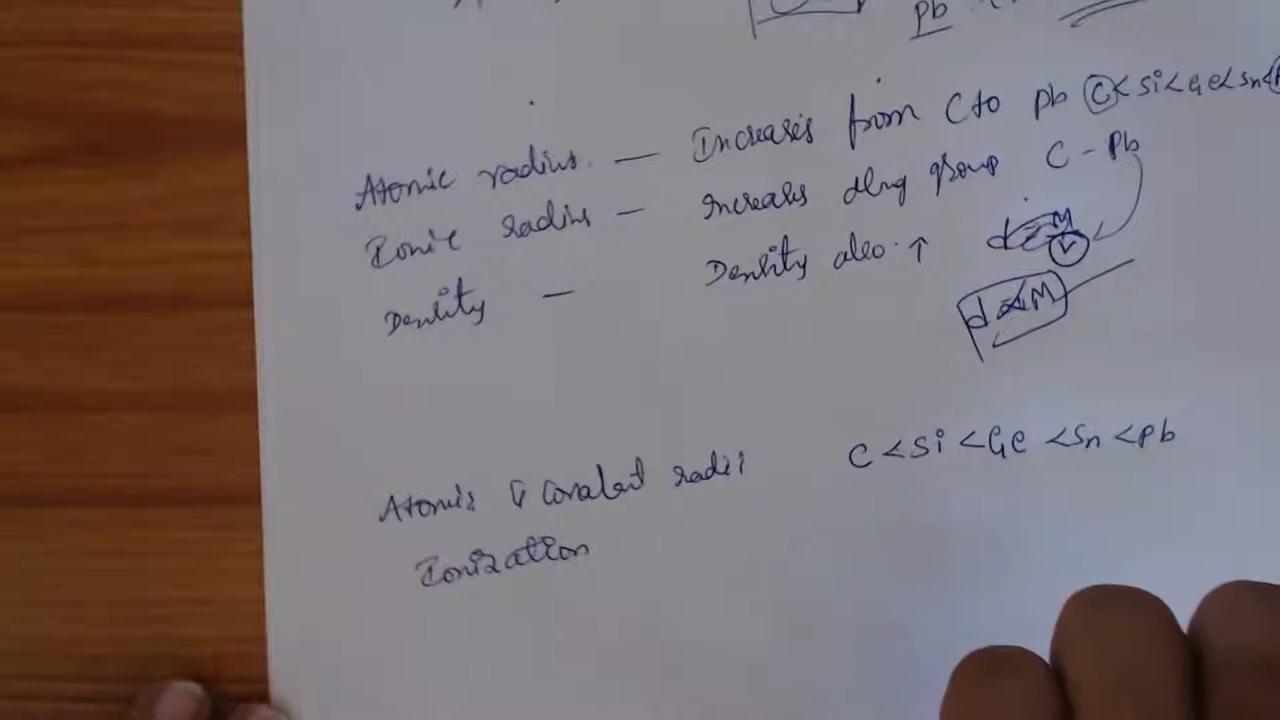 pb
Atomic radius. — Increases from C to pb C< Si< Ge< Sn<
Ionic radius — Increases along group C - Pb
Density — Density also ↑ d = M/V
d ∝ M
Atomic & covalent radii C < Si < Ge < Sn < pb
Ionization